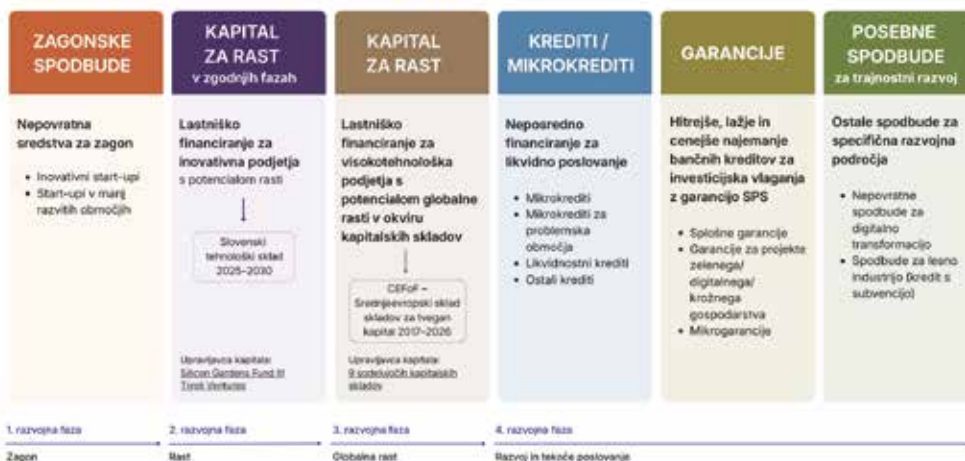 ZAGONSKE
SPODBUDE
Nepovratna
sredstva za zagon
• Inovativni start-upi
• Start-upi v manj
razvitih območjih
KAPITAL
ZA RAST
v zgodnjih fazah
Lastniško
financiranje za
inovativna podjetja
s potencialom rasti
Slovenski
tehnološki sklad
2025–2030
Upravljavca kapitala:
Silicon Gardens Fund III
Ventures
KAPITAL
ZA RAST
Lastniško
financiranje za
visokotehnološka
podjetja s
potencialom globalne
rasti v okviru
kapitalskih skladov
CEFoF –
Srednjeevropski sklad
skladov za tvegan
kapital 2017–2026
Upravljavca kapitala:
9 sodelujočih kapitalskih
skladov
KREDITI /
MIKROKREDITI
Neposredno
financiranje za
likvidno poslovanje
• Mikrokrediti
• Mikrokrediti za
problemska
območja
• Likvidnostni krediti
• Ostali krediti
GARANCIJE
Hitrejše, lažje in
cenejše najemanje
bančnih kreditov za
investicijska vlaganja
z garancijo SPS
• Splošne garancije
• Garancije za projekte
zelenega/
digitalnega/
krožnega
gospodarstva
• Mikrogarancije
POSEBNE
SPODBUDE
za trajnostni razvoj
Ostale spodbude za
specifična razvojna
področja
• Nepovratne
spodbude za
digitalno
transformacijo
• Spodbude za lesno
industrijo (kredit s
subvencijo)
1. razvojna faza
Zagon
2. razvojna faza
Rast
3. razvojna faza
Globalna rast
4. razvojna faza
Razvoj in tekoče poslovanje